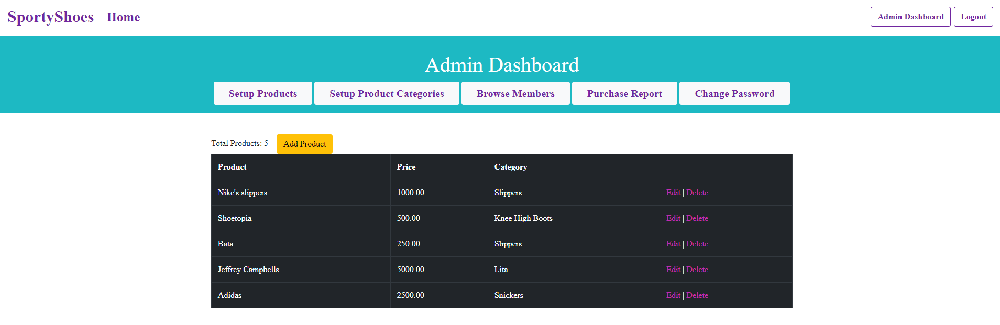 SportyShoes Home Admin Dashboard Logout
Admin Dashboard
Setup Products Setup Product Categories Browse Members Purchase Report Change Password
Total Products: 5 Add Product
Product Price Category
Nike's slippers 1000.00 Slippers Edit | Delete
Shoetopia 500.00 Knee High Boots Edit | Delete
Bata 250.00 Slippers Edit | Delete
Jeffrey Campbells 5000.00 Lita Edit | Delete
Adidas 2500.00 Snickers Edit | Delete